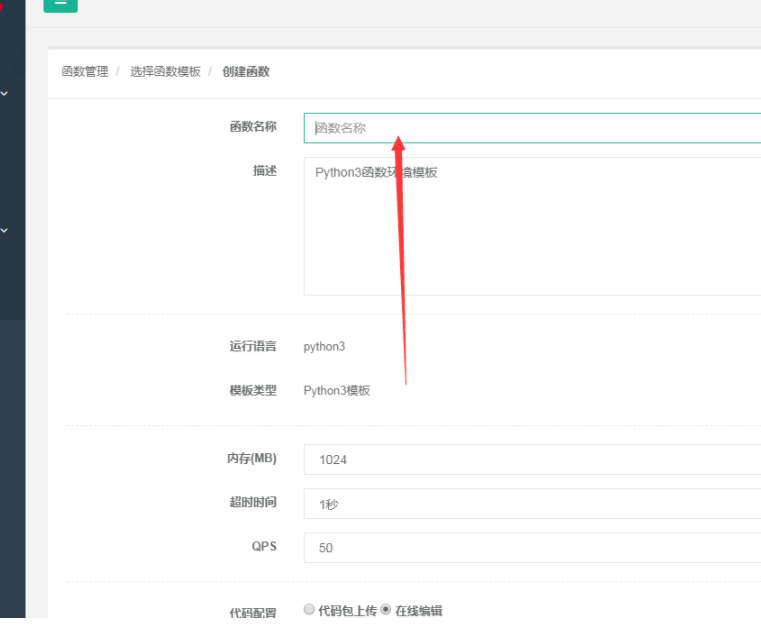 函数管理 / 选择函数模板 / 创建函数
函数名称 函数名称
描述 Python3函数环境模板
运行语言 python3
模板类型 Python3模板
内存(MB) 1024
超时时间 1秒
QPS 50
代码配置 代码包上传 在线编辑